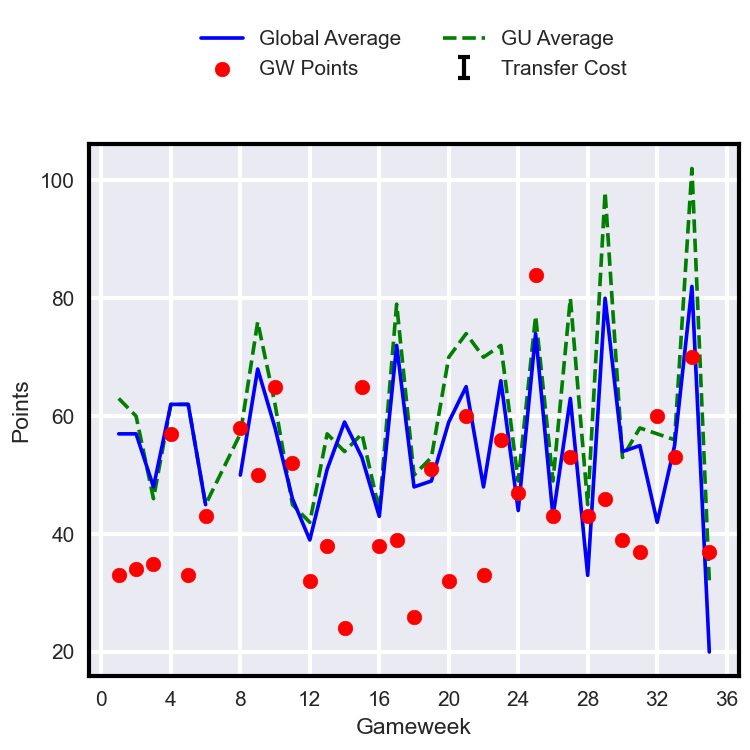 Global Average GU Average
GW Points Transfer Cost
100
80
60
40
20
Points
0 4 8 12 16 20 24 28 32 36
Gameweek